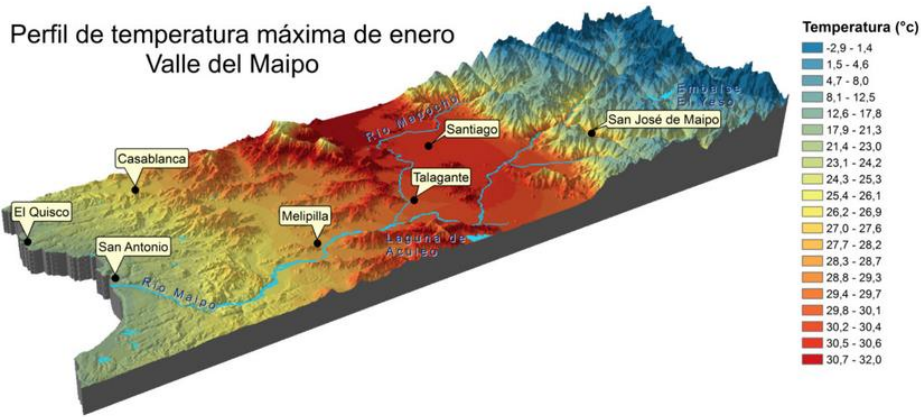 Perfil de temperatura máxima de enero
Valle del Maipo
Río Mapocho
Embalse
El Yeso
Santiago
San José de Maipo
Casablanca
Talagante
El Quisco
Melipilla
San Antonio
Laguna de
Aculeo
Río Maipo
Temperatura (°c)
-2,9 - 1,4
1,5 - 4,6
4,7 - 8,0
8,1 - 12,5
12,6 - 17,8
17,9 - 21,3
21,4 - 23,0
23,1 - 24,2
24,3 - 25,3
25,4 - 26,1
26,2 - 26,9
27,0 - 27,6
27,7 - 28,2
28,3 - 28,7
28,8 - 29,3
29,4 - 29,7
29,8 - 30,1
30,2 - 30,4
30,5 - 30,6
30,7 - 32,0